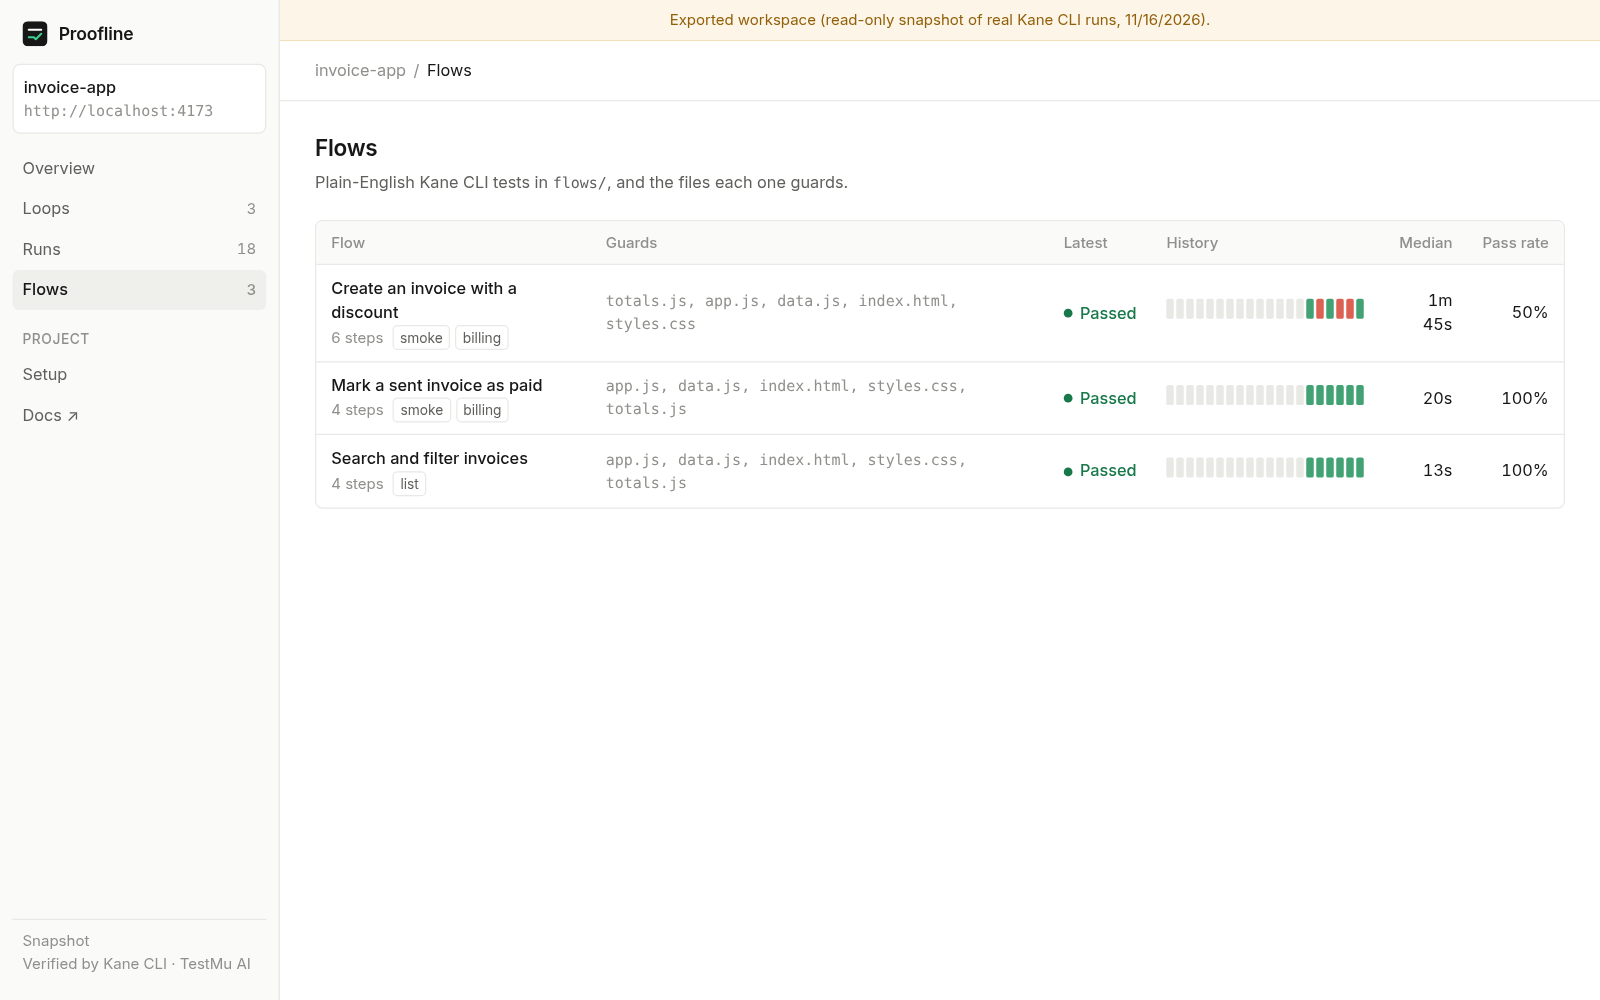 Proofline
invoice-app
http://localhost:4173
Overview
Loops 3
Runs 18
Flows 3
PROJECT
Setup
Docs ↗
Snapshot
Verified by Kane CLI · TestMu AI
Exported workspace (read-only snapshot of real Kane CLI runs, 11/16/2026).
invoice-app / Flows
Flows
Plain-English Kane CLI tests in flows/, and the files each one guards.
Flow Guards Latest History Median Pass rate
Create an invoice with a
discount
6 steps smoke billing
totals.js, app.js, data.js, index.html,
styles.css
Passed
1m
45s
50%
Mark a sent invoice as paid
4 steps smoke billing
app.js, data.js, index.html, styles.css,
totals.js
Passed
20s
100%
Search and filter invoices
4 steps list
app.js, data.js, index.html, styles.css,
totals.js
Passed
13s
100%